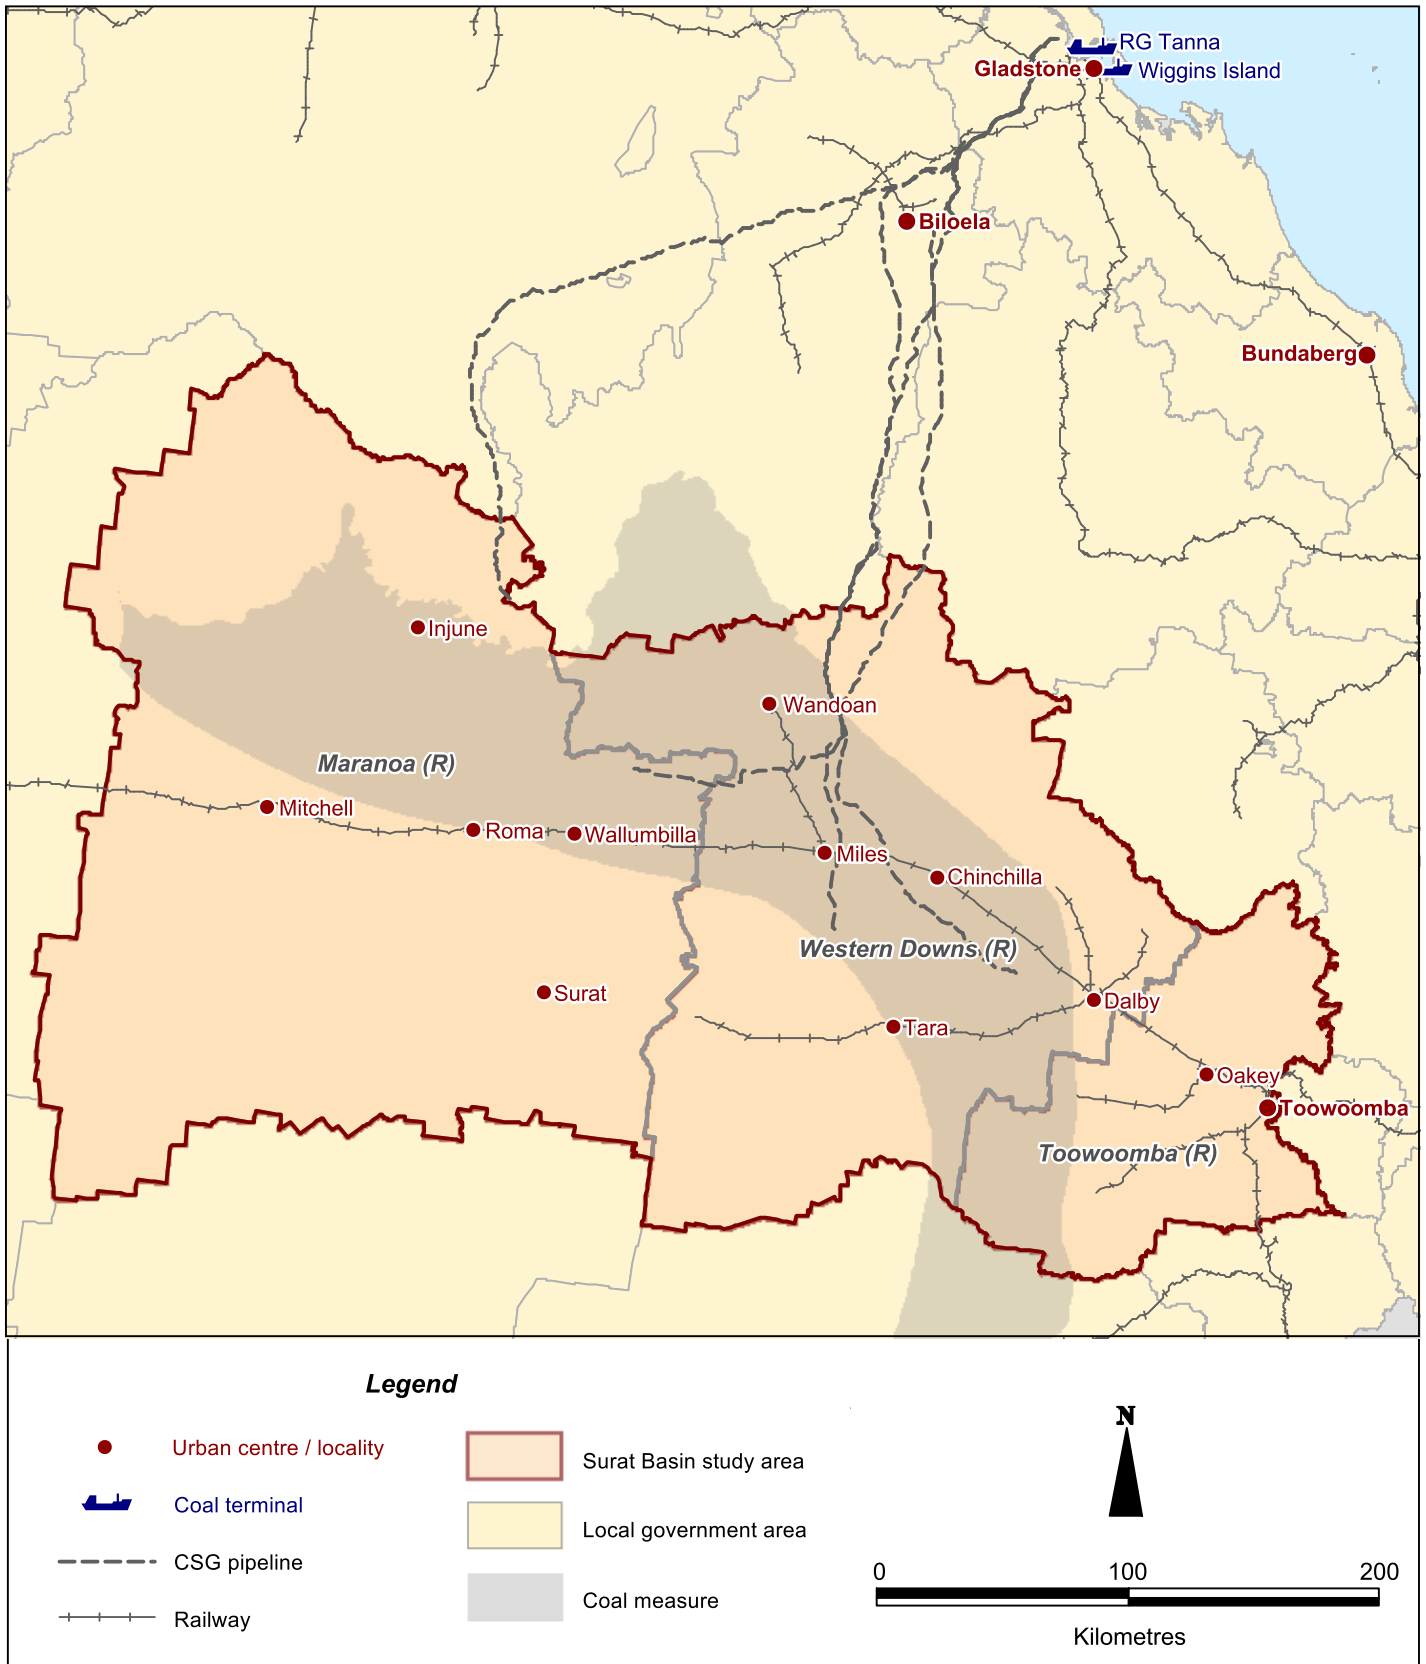 RG Tanna
Gladstone
Wiggins Island
Biloela
Bundaberg
Injune
Wandoan
Maranoa (R)
Mitchell
Roma
Wallumbilla
Miles
Chinchilla
Western Downs (R)
Surat
Dalby
Tara
Oakey
Toowoomba
Toowoomba (R)
Legend
Urban centre / locality
Coal terminal
CSG pipeline
Railway
Surat Basin study area
Local government area
Coal measure
N
0 100 200
Kilometres